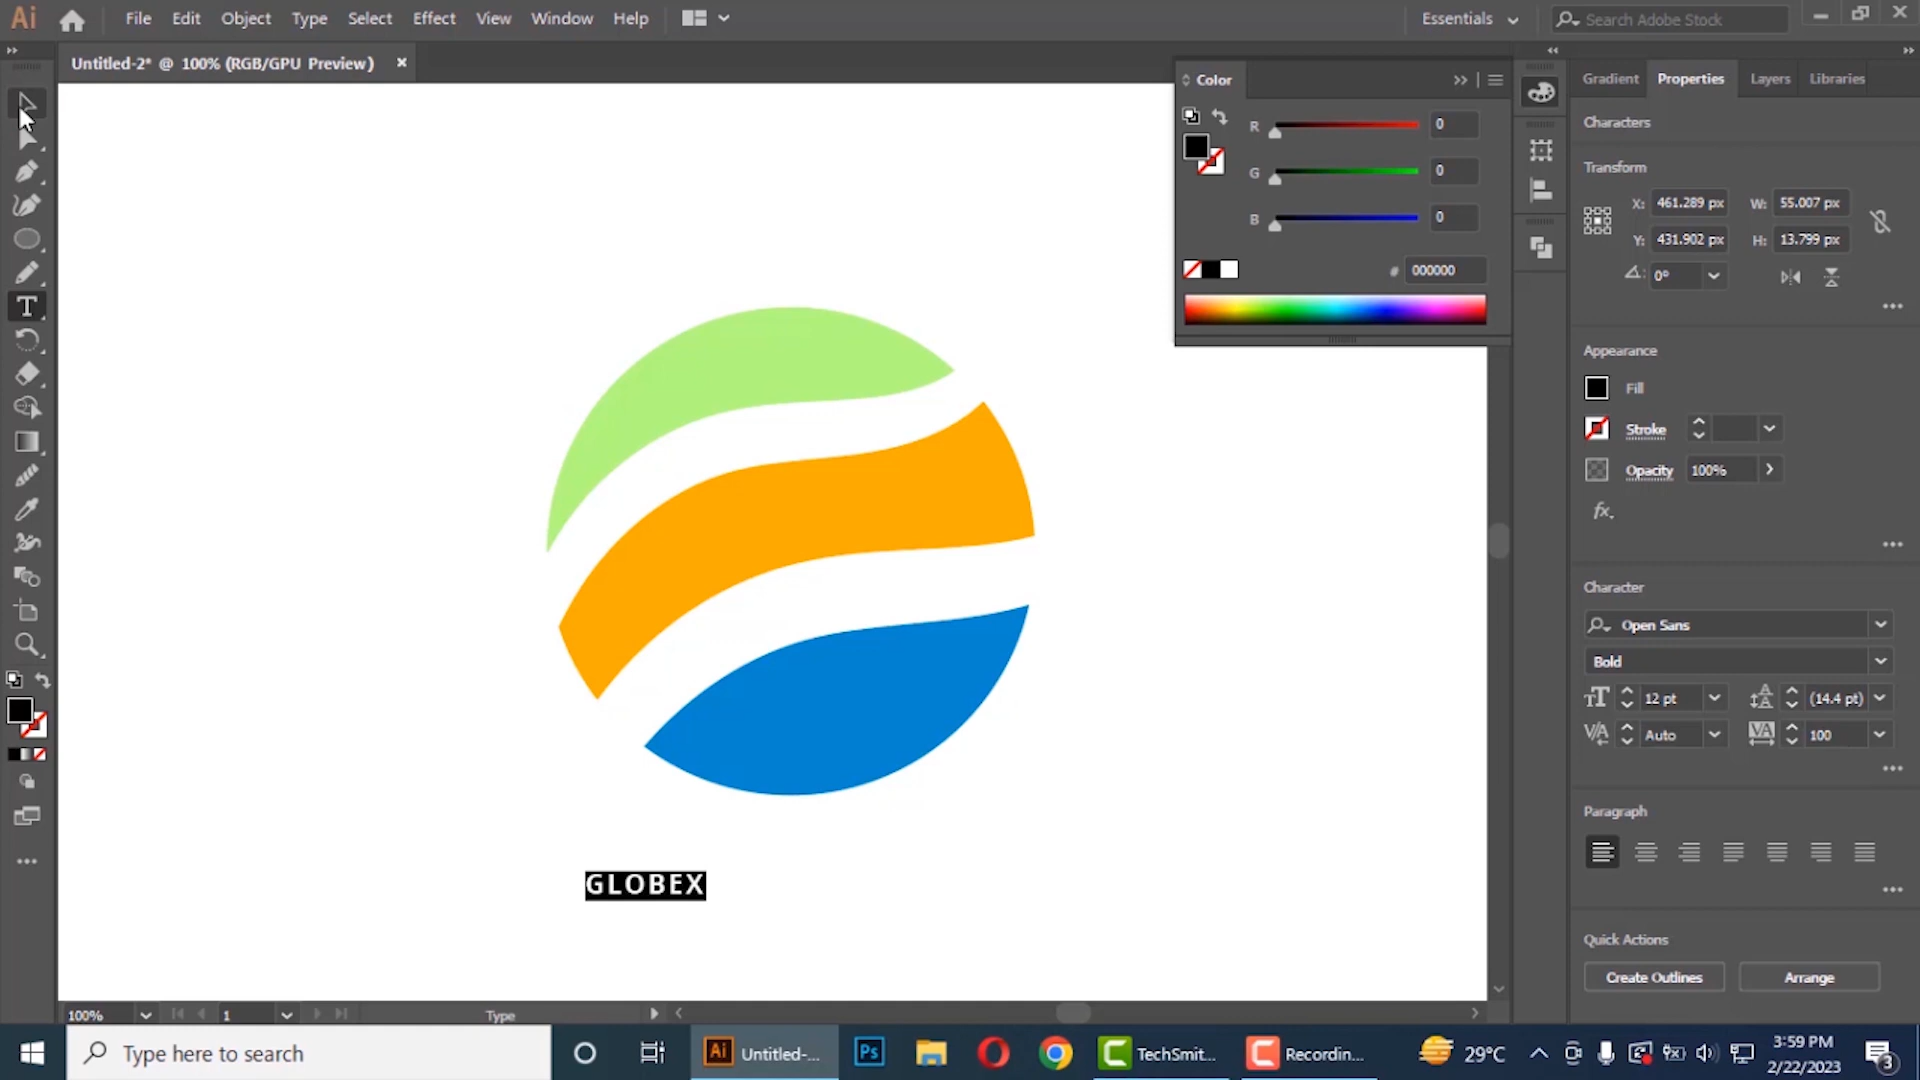 Ai File Edit Object Type Select Effect View Window Help Essentials Search Adobe Stock
Untitled-2* @ 100% (RGB/GPU Preview) ×
Color
R 0
G 0
B 0
# 000000
Gradient Properties Layers Libraries
Characters
Transform
X: 461.289 px W: 55.007 px
Y: 431.902 px H: 13.799 px
0°
Appearance
Fill
Stroke
Opacity 100%
fx.
Character
Open Sans
Bold
12 pt (14.4 pt)
Auto 100
Paragraph
Quick Actions
Create Outlines Arrange
GLOBEX
100% 1 Type
Type here to search Ai Untitled-... Ps TechSmit... Recordin... 29°C 3:59 PM
2/22/2023 3